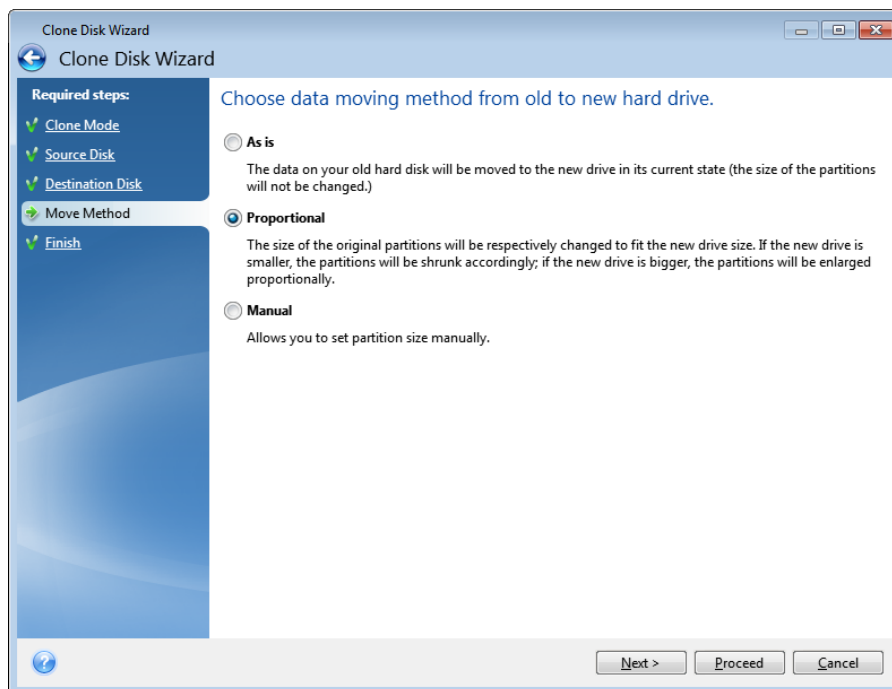 Clone Disk Wizard
Clone Disk Wizard
Required steps:
Clone Mode
Source Disk
Destination Disk
Move Method
Finish
Choose data moving method from old to new hard drive.
As is
The data on your old hard disk will be moved to the new drive in its current state (the size of the partitions
will not be changed.)
Proportional
The size of the original partitions will be respectively changed to fit the new drive size. If the new drive is
smaller, the partitions will be shrunk accordingly; if the new drive is bigger, the partitions will be enlarged
proportionally.
Manual
Allows you to set partition size manually.
Next >
Proceed
Cancel